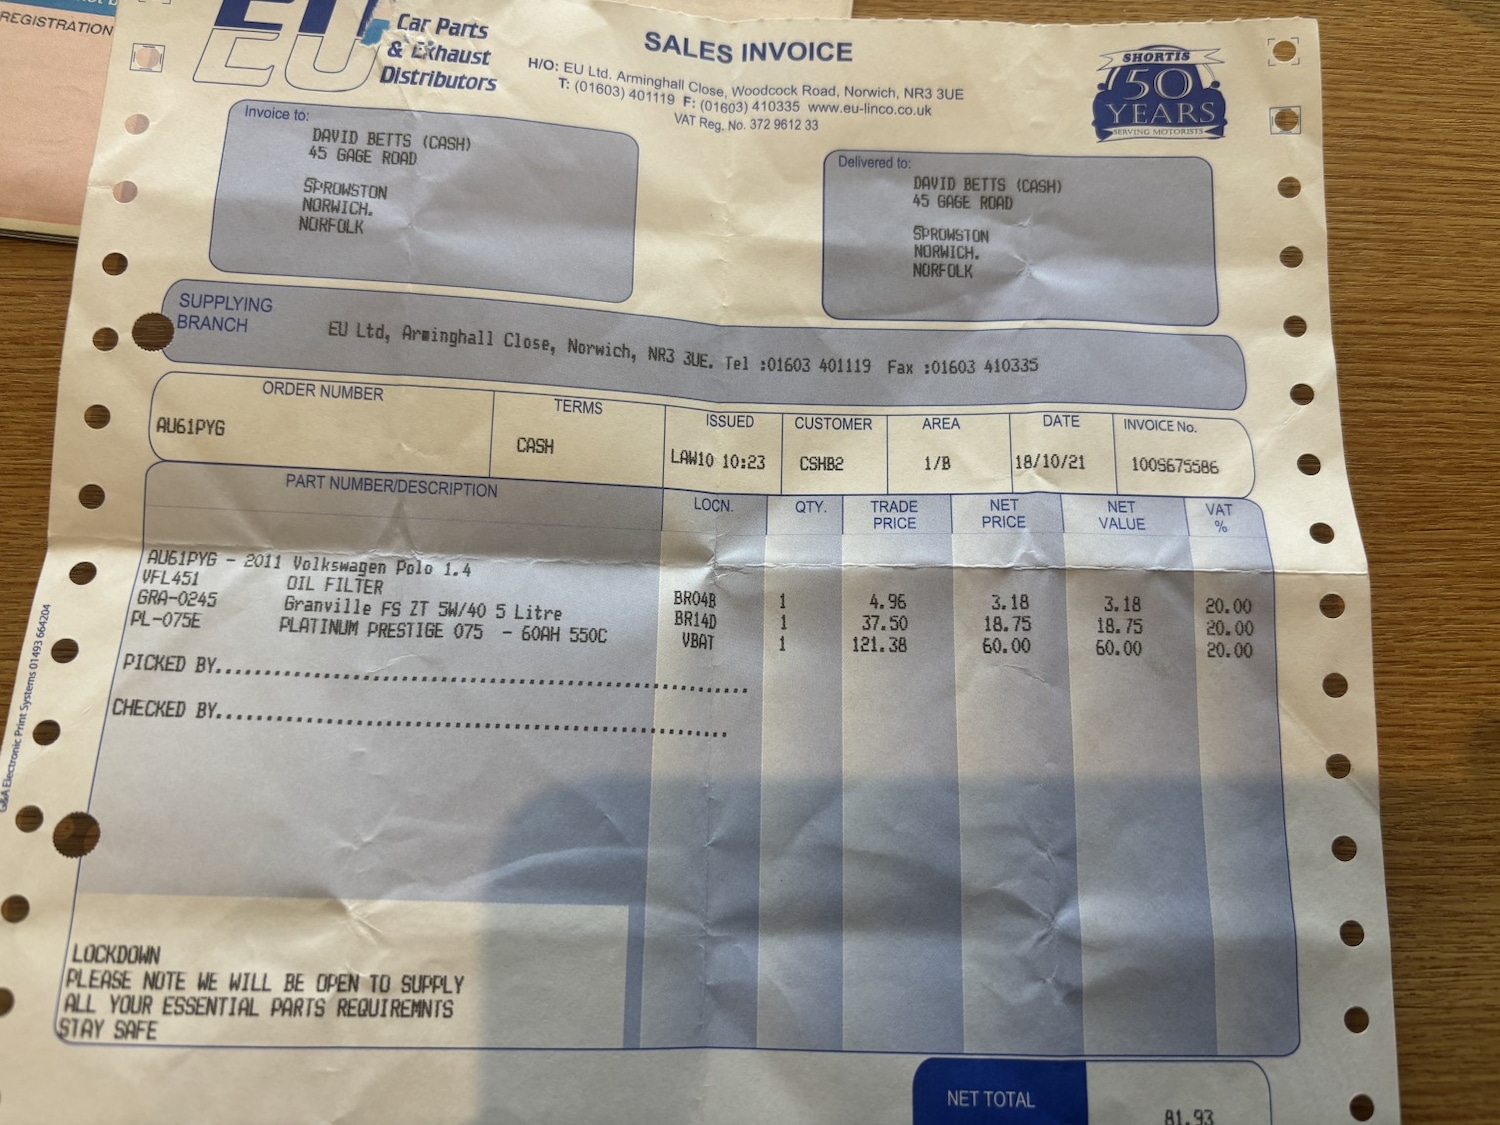 REGISTRATION
EU
Car Parts
& Exhaust
Distributors
SALES INVOICE
H/O: EU Ltd. Arminghall Close, Woodcock Road, Norwich, NR3 3UE
T: (01603) 401119 F: (01603) 410335 www.eu-linco.co.uk
VAT Reg. No. 372 9612 33
SHORTIS
50
YEARS
SERVING MOTORISTS
Invoice to:
DAVID BETTS (CASH)
45 GAGE ROAD
SPROWSTON
NORWICH.
NORFOLK
Delivered to:
DAVID BETTS (CASH)
45 GAGE ROAD
SPROWSTON
NORWICH.
NORFOLK
SUPPLYING
BRANCH
EU Ltd, Arminghall Close, Norwich, NR3 3UE. Tel :01603 401119 Fax :01603 410335
ORDER NUMBER TERMS ISSUED CUSTOMER AREA DATE INVOICE No.
AU61PYG CASH LAW10 10:23 CSHB2 1/B 18/10/21 100S675586
PART NUMBER/DESCRIPTION LOCN. QTY. TRADE PRICE NET PRICE NET VALUE VAT %
AU61PYG - 2011 Volkswagen Polo 1.4
VFL451 OIL FILTER BR04B 1 4.96 3.18 3.18 20.00
GRA-0245 Granville FS ZT 5W/40 5 Litre BR14D 1 37.50 18.75 18.75 20.00
PL-075E PLATINUM PRESTIGE 075 - 60AH 550C VBAT 1 121.38 60.00 60.00 20.00
PICKED BY..................................................
CHECKED BY................................................
LOCKDOWN
PLEASE NOTE WE WILL BE OPEN TO SUPPLY
ALL YOUR ESSENTIAL PARTS REQUIREMNTS
STAY SAFE
NET TOTAL 81.93
G&A Electronic Print Systems 01493 664204